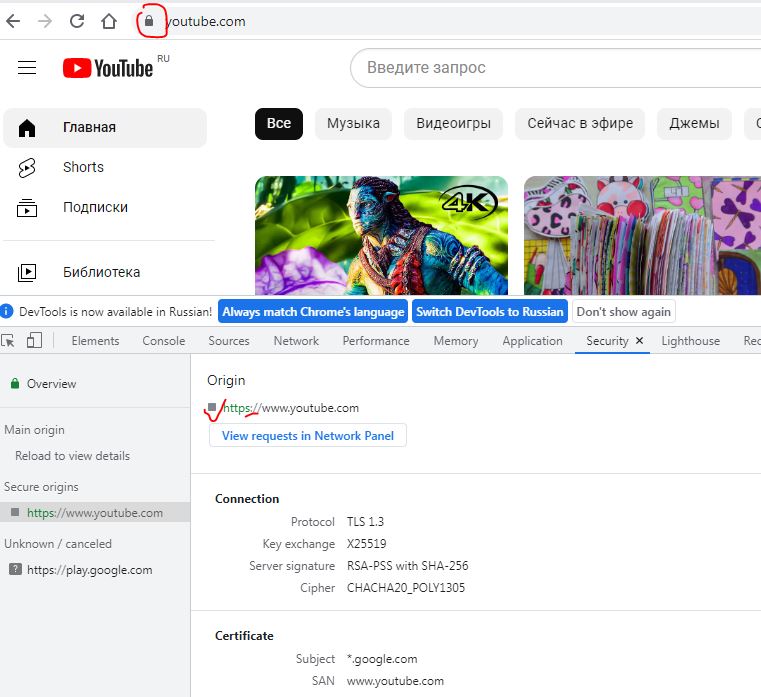 youtube.com
YouTube RU
Введите запрос
Главная
Все Музыка Видеоигры Сейчас в эфире Джемы
Shorts
Подписки
4K
Библиотека
DevTools is now available in Russian! Always match Chrome's language Switch DevTools to Russian Don't show again
Elements Console Sources Network Performance Memory Application Security Lighthouse Rec
Overview
Main origin
Reload to view details
Secure origins
https://www.youtube.com
Unknown / canceled
https://play.google.com
Origin
https://www.youtube.com
View requests in Network Panel
Connection
Protocol TLS 1.3
Key exchange X25519
Server signature RSA-PSS with SHA-256
Cipher CHACHA20_POLY1305
Certificate
Subject *.google.com
SAN www.youtube.com